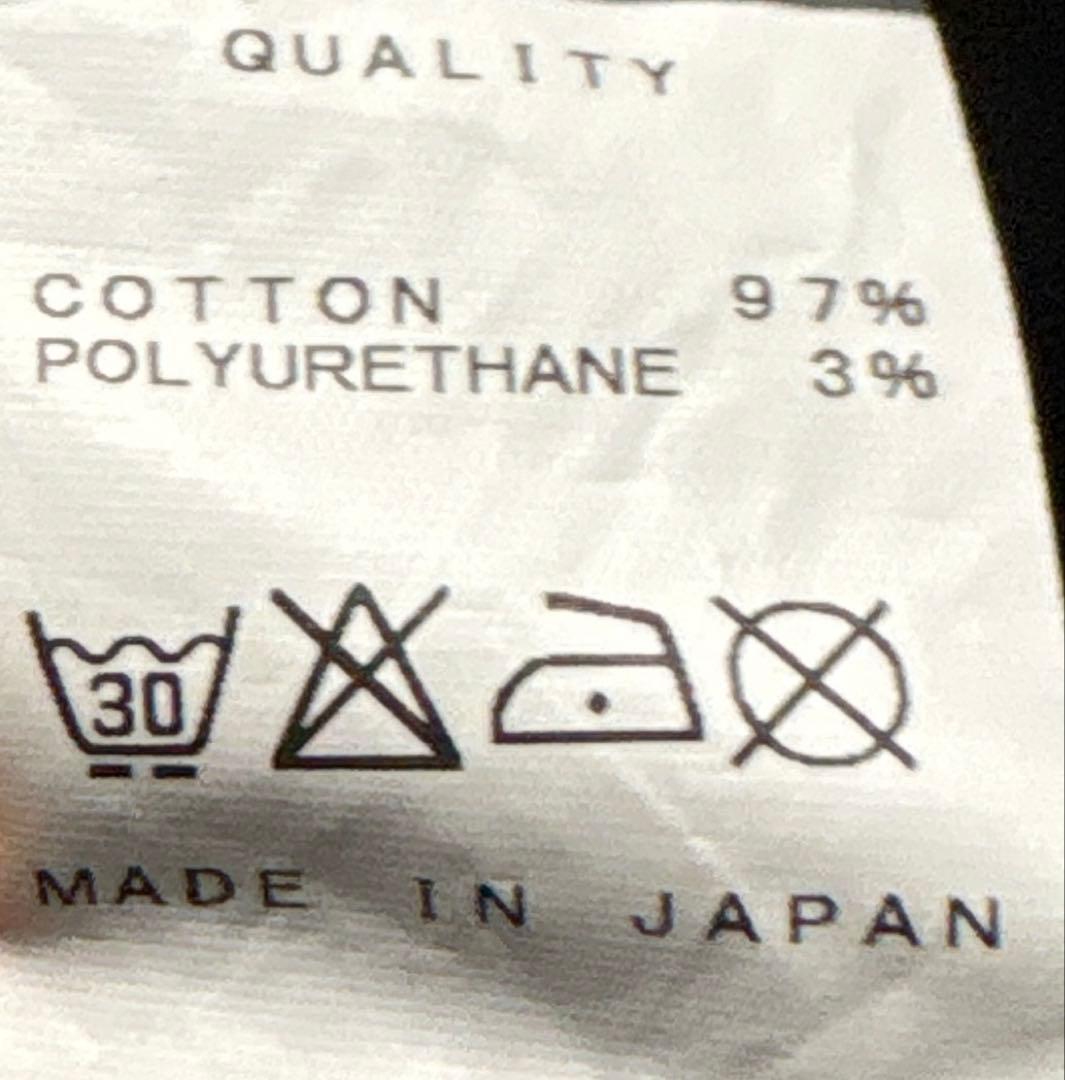 QUALITY
COTTON 97%
POLYURETHANE 3%
30
MADE IN JAPAN